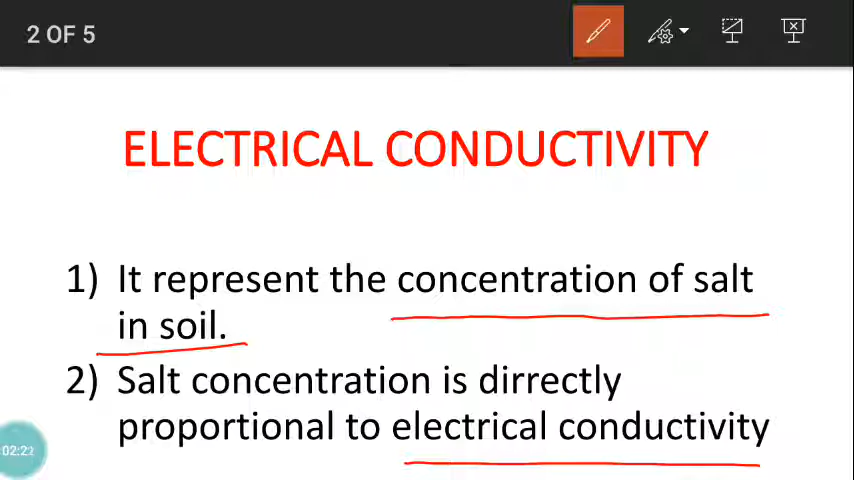 2 OF 5
ELECTRICAL CONDUCTIVITY
1) It represent the concentration of salt
in soil.
2) Salt concentration is dirrectly
proportional to electrical conductivity
02:22